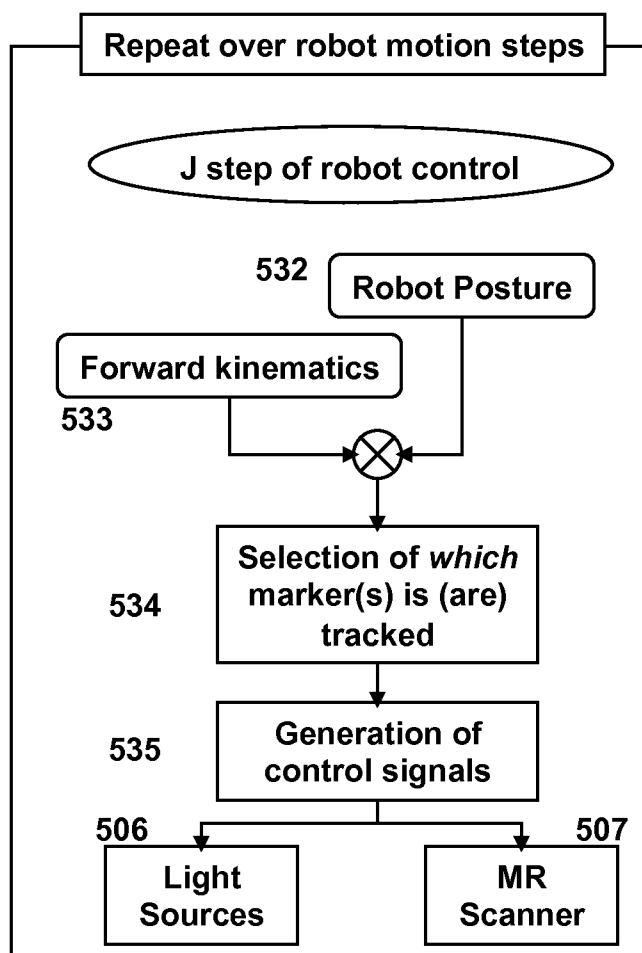 Repeat over robot motion steps
J step of robot control
532
Robot Posture
Forward kinematics
533
Selection of which
marker(s) is (are)
tracked
534
Generation of
control signals
535
506
507
Light
Sources
MR
Scanner